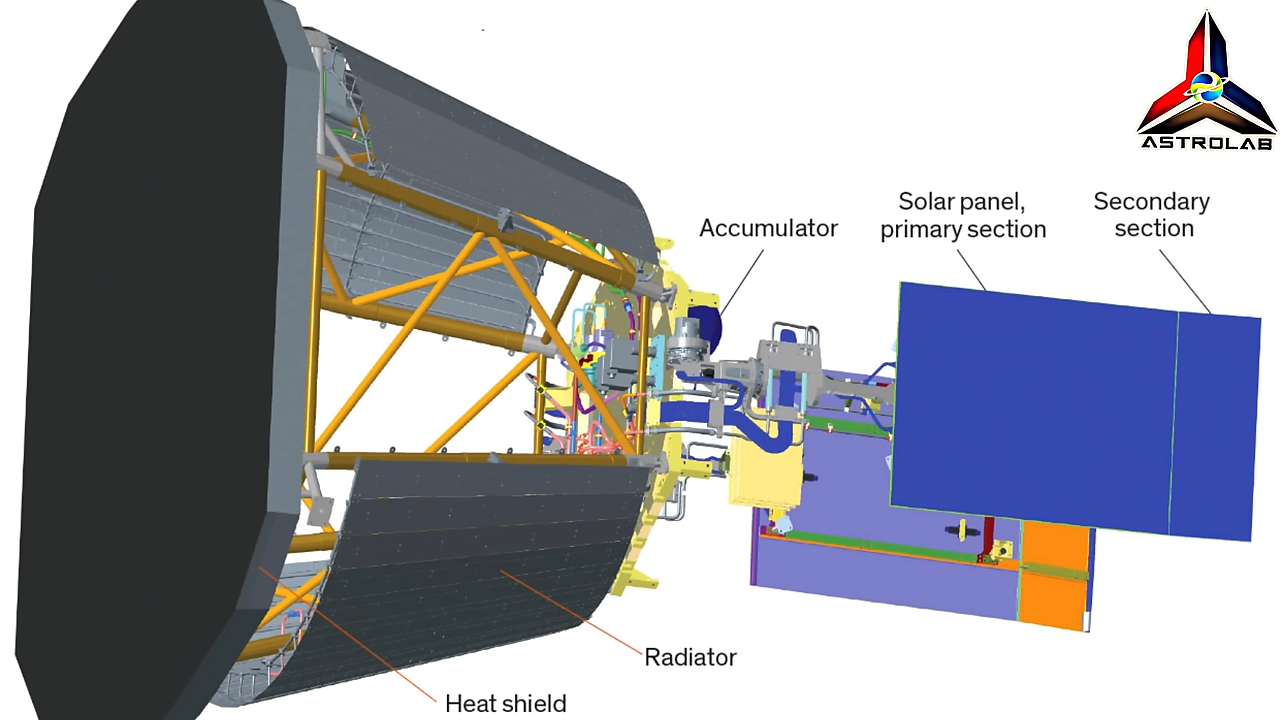 ASTROLAB
Solar panel,
primary section
Secondary
section
Accumulator
Radiator
Heat shield